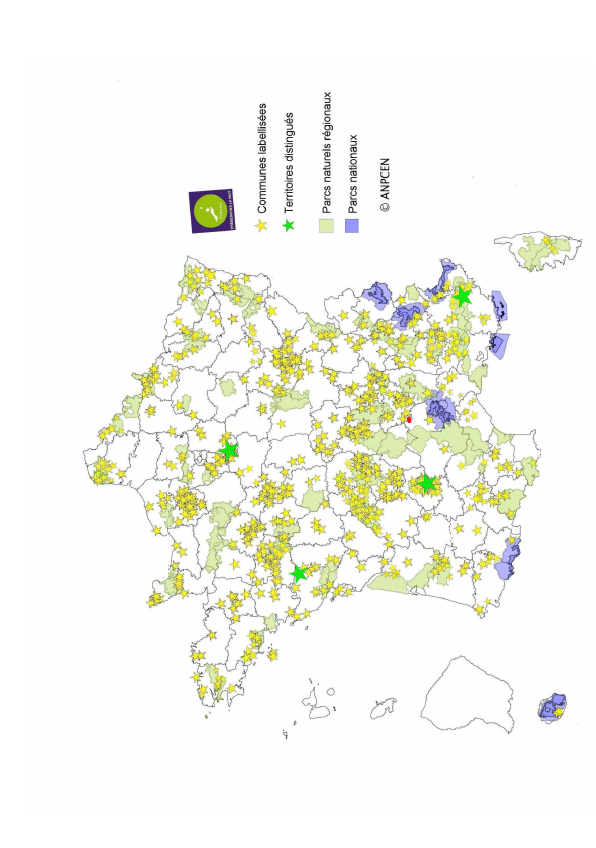 Communes labellisées
Territoires distingués
Parcs naturels régionaux
Parcs nationaux
© ANPCEN